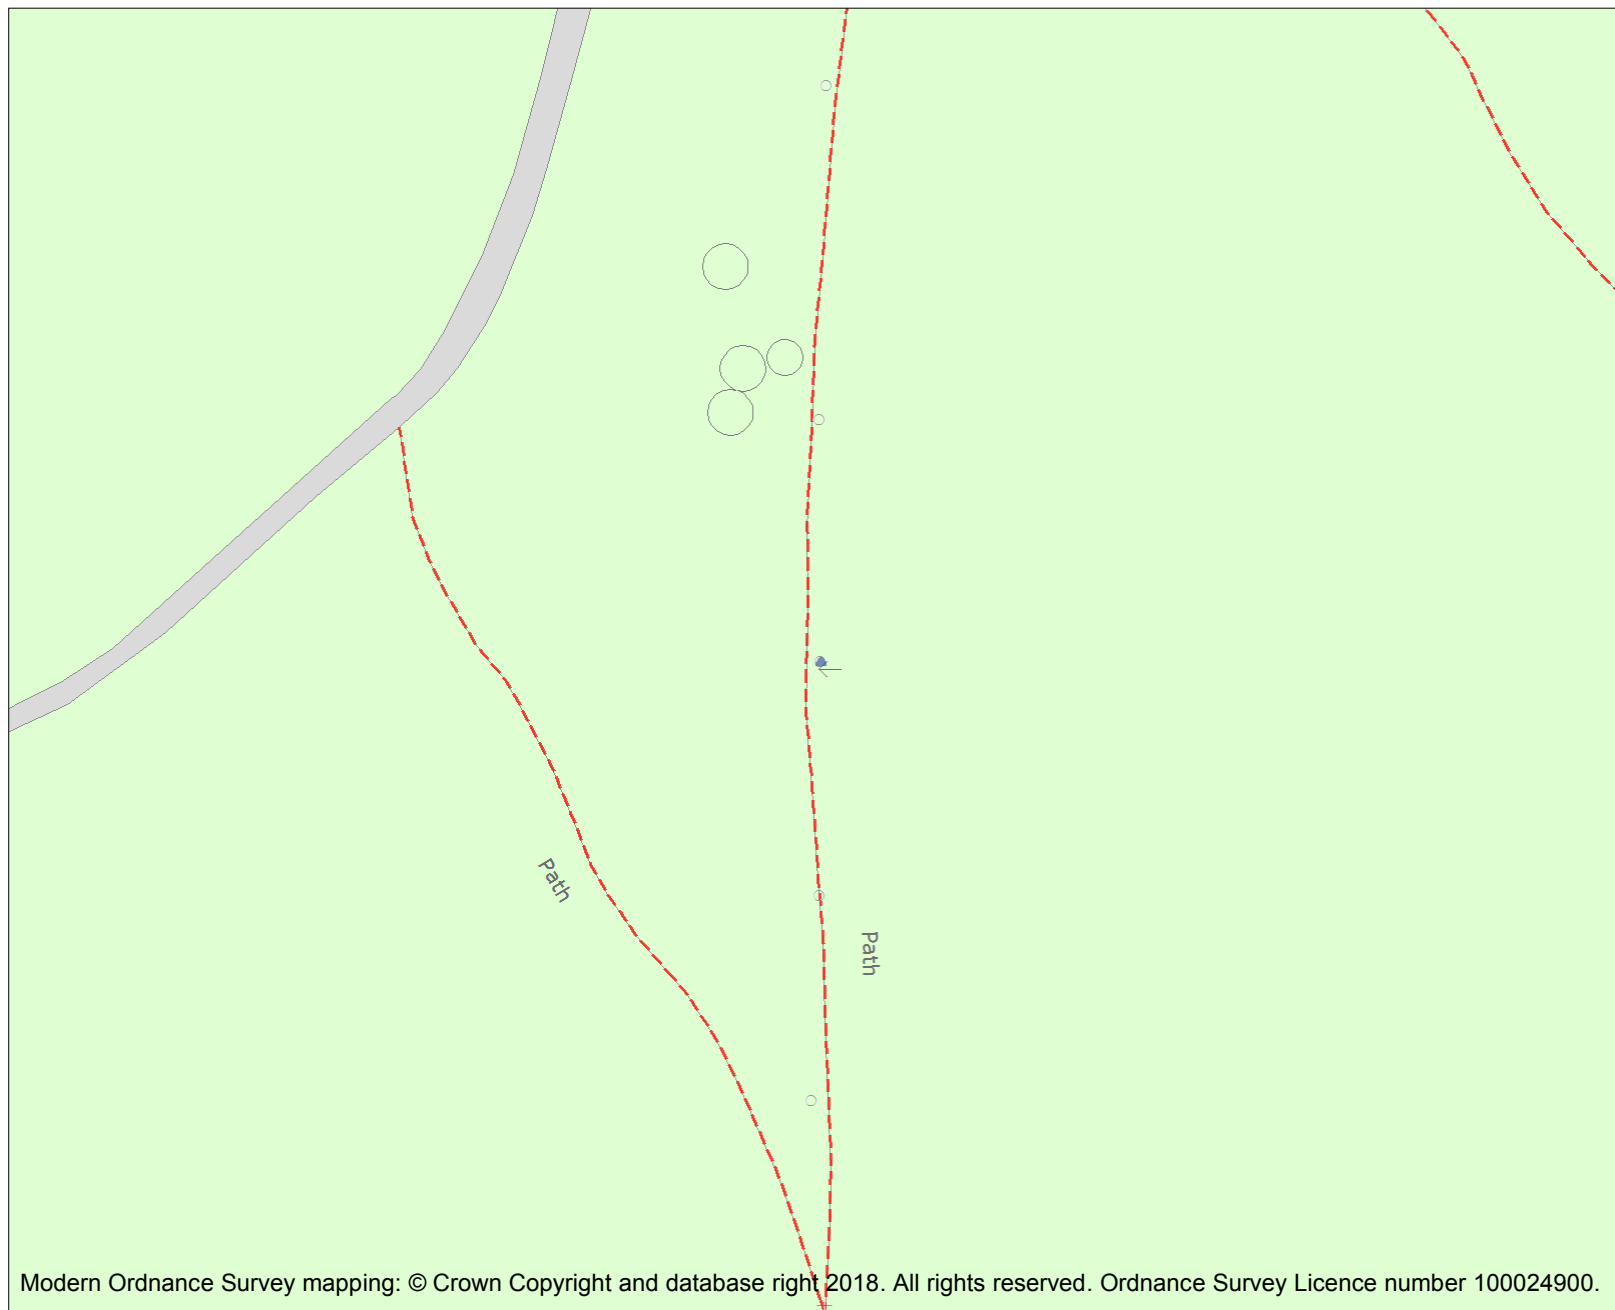 Path
Path
Modern Ordnance Survey mapping: © Crown Copyright and database right 2018. All rights reserved. Ordnance Survey Licence number 100024900.